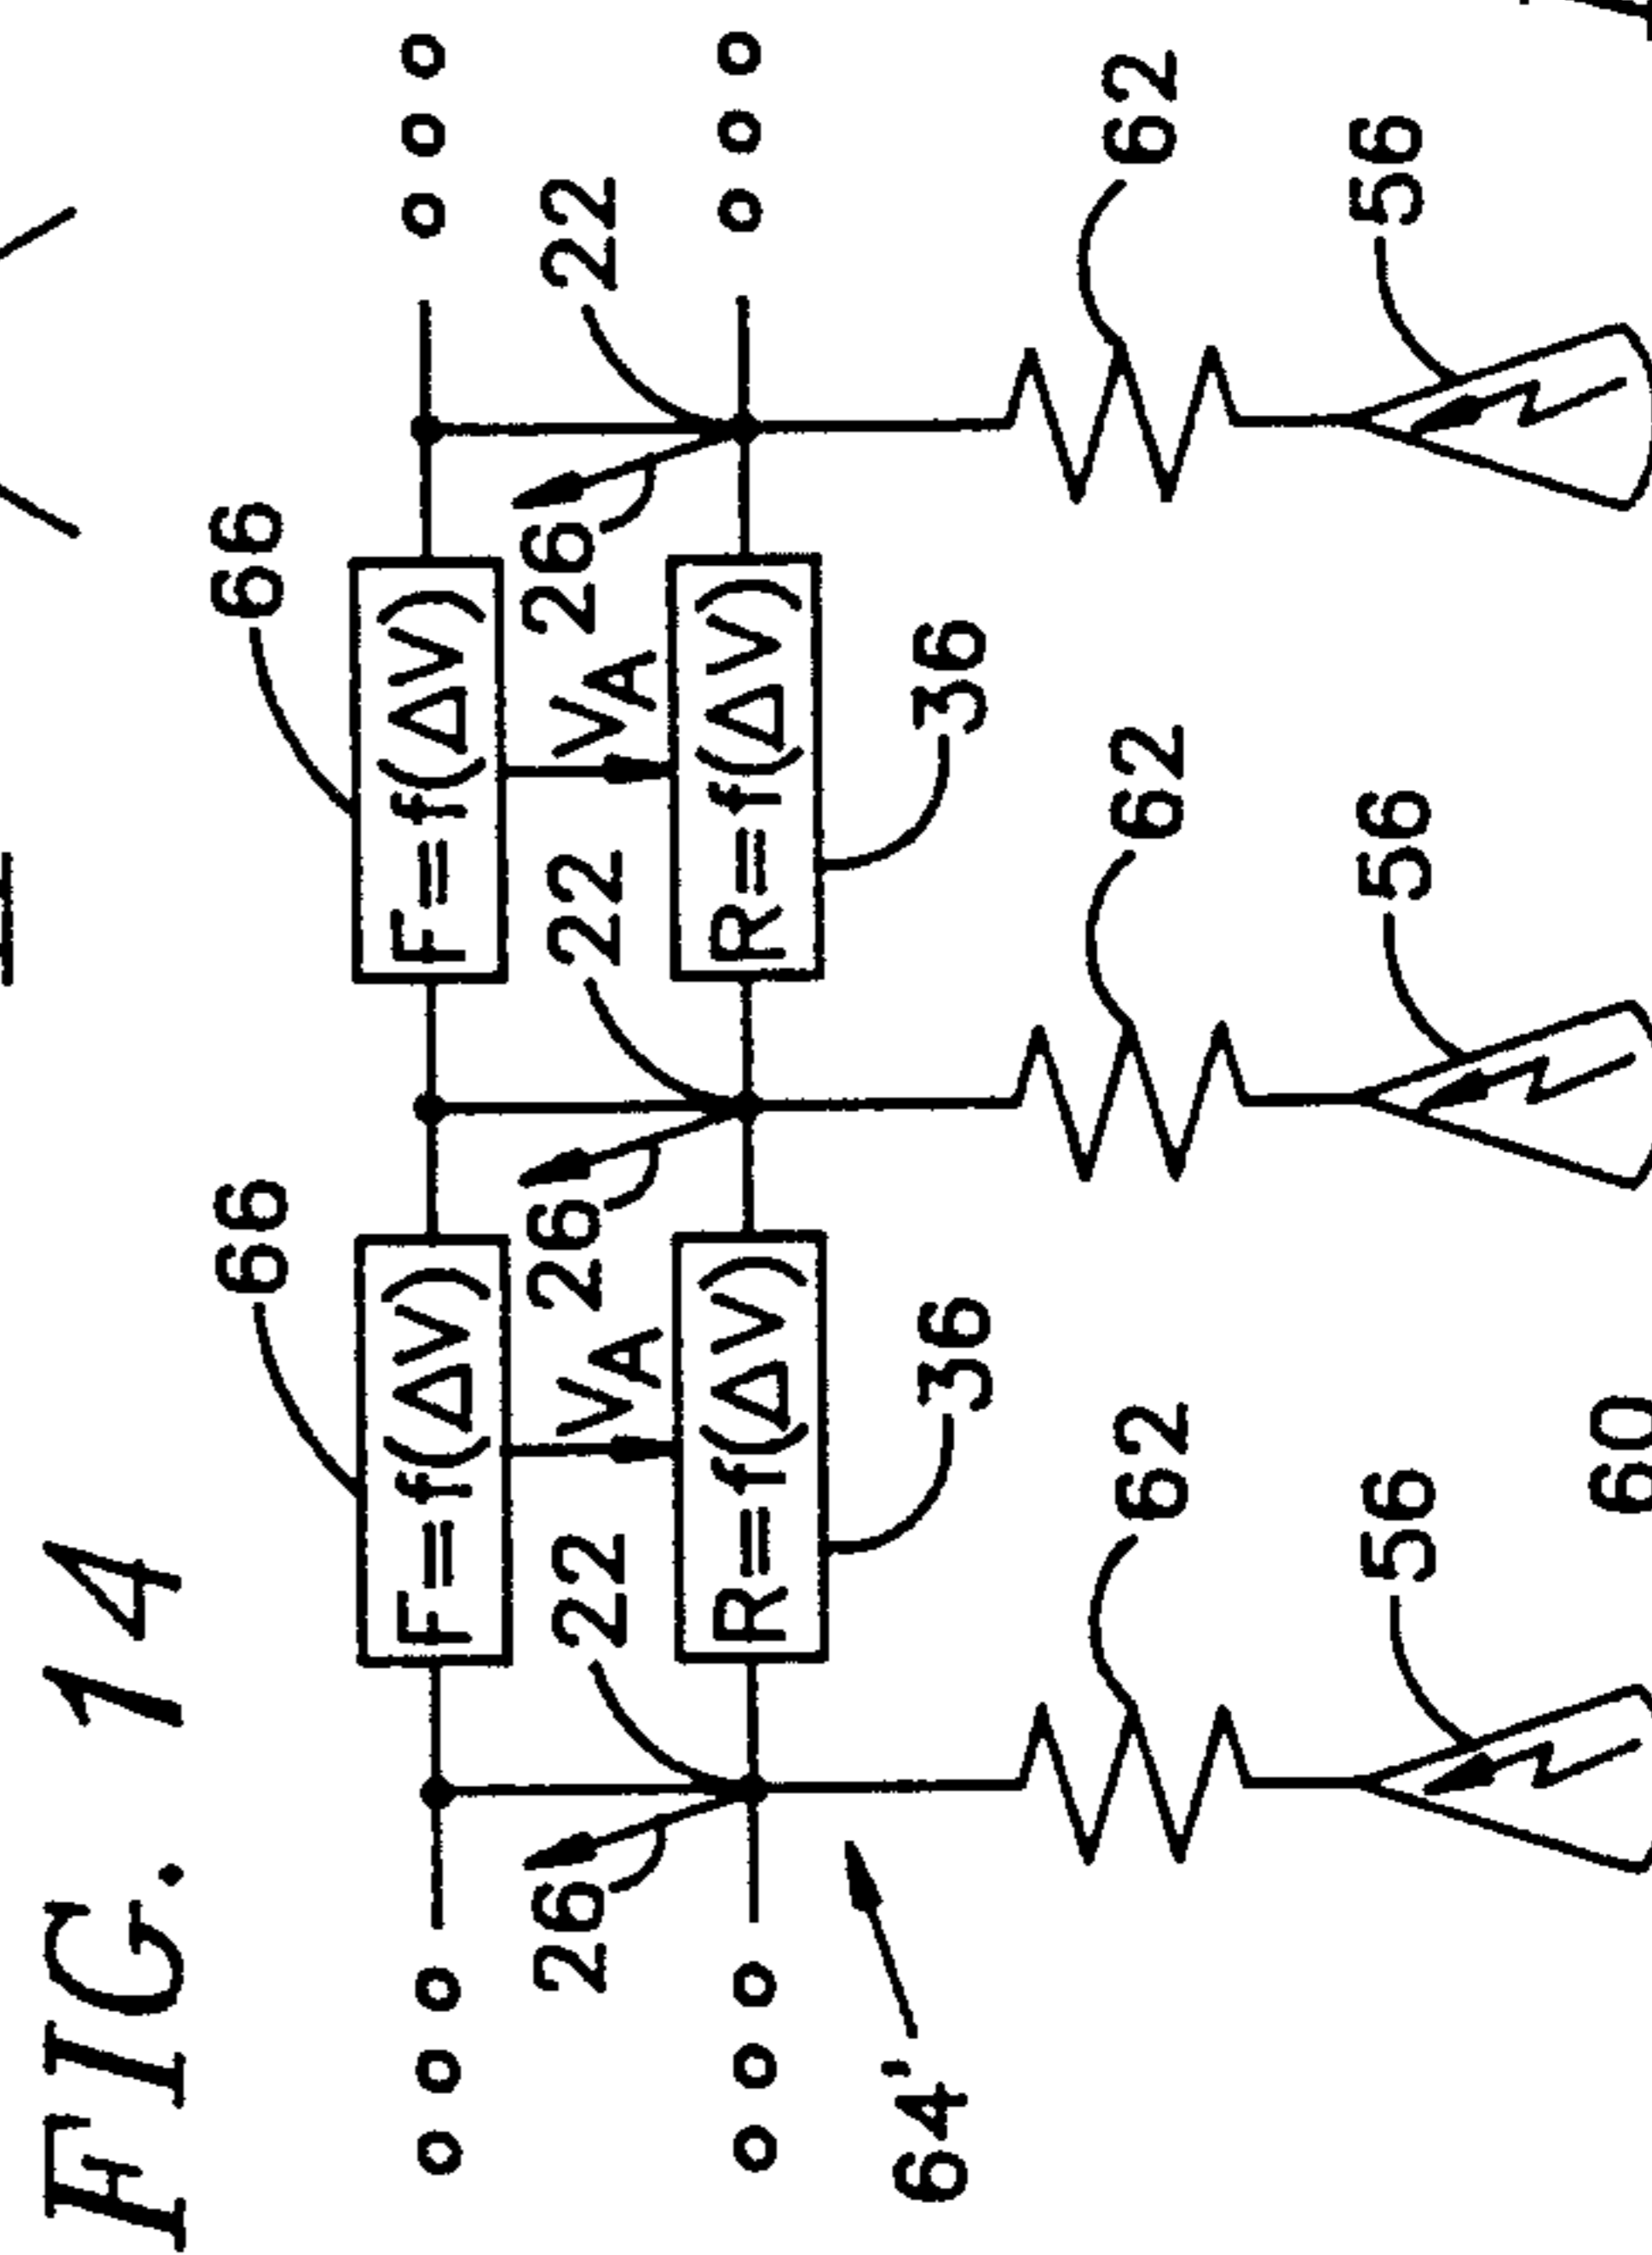 FIG. 14
66 66
F=f(ΔV) F=f(ΔV)
26 22 26 22 26 22
VA VA
R=f(ΔV) R=f(ΔV)
64' 36 36
62 62 62
56 56 56
60